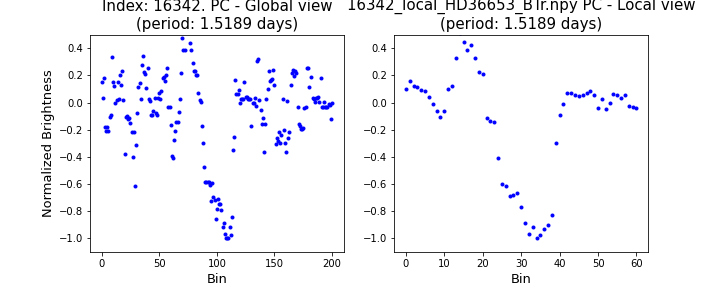 Index: 16342. PC - Global view
(period: 1.5189 days)
16342_local_HD36653_BTr.npy PC - Local view
(period: 1.5189 days)
Normalized Brightness
0.4
0.2
0.0
−0.2
−0.4
−0.6
−0.8
−1.0
0 50 100 150 200
Bin
0.4
0.2
0.0
−0.2
−0.4
−0.6
−0.8
−1.0
0 10 20 30 40 50 60
Bin